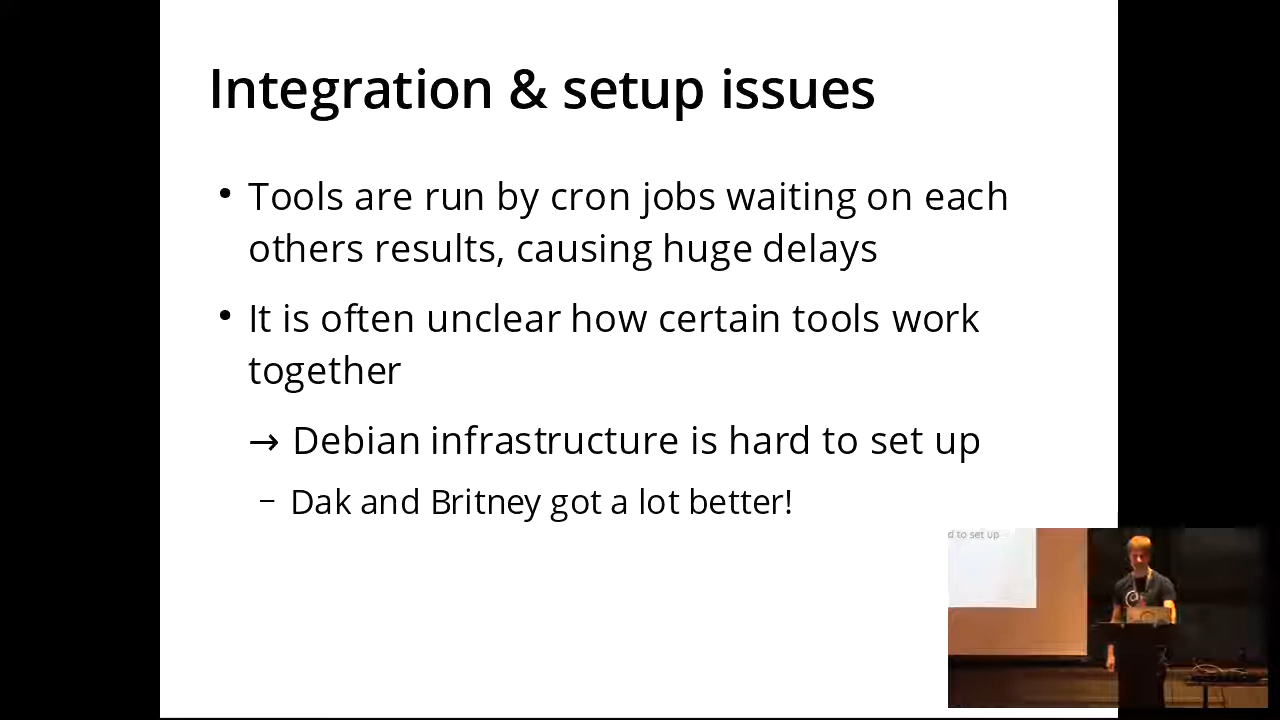 Integration & setup issues
• Tools are run by cron jobs waiting on each
others results, causing huge delays
• It is often unclear how certain tools work
together
→ Debian infrastructure is hard to set up
– Dak and Britney got a lot better!
d to set up